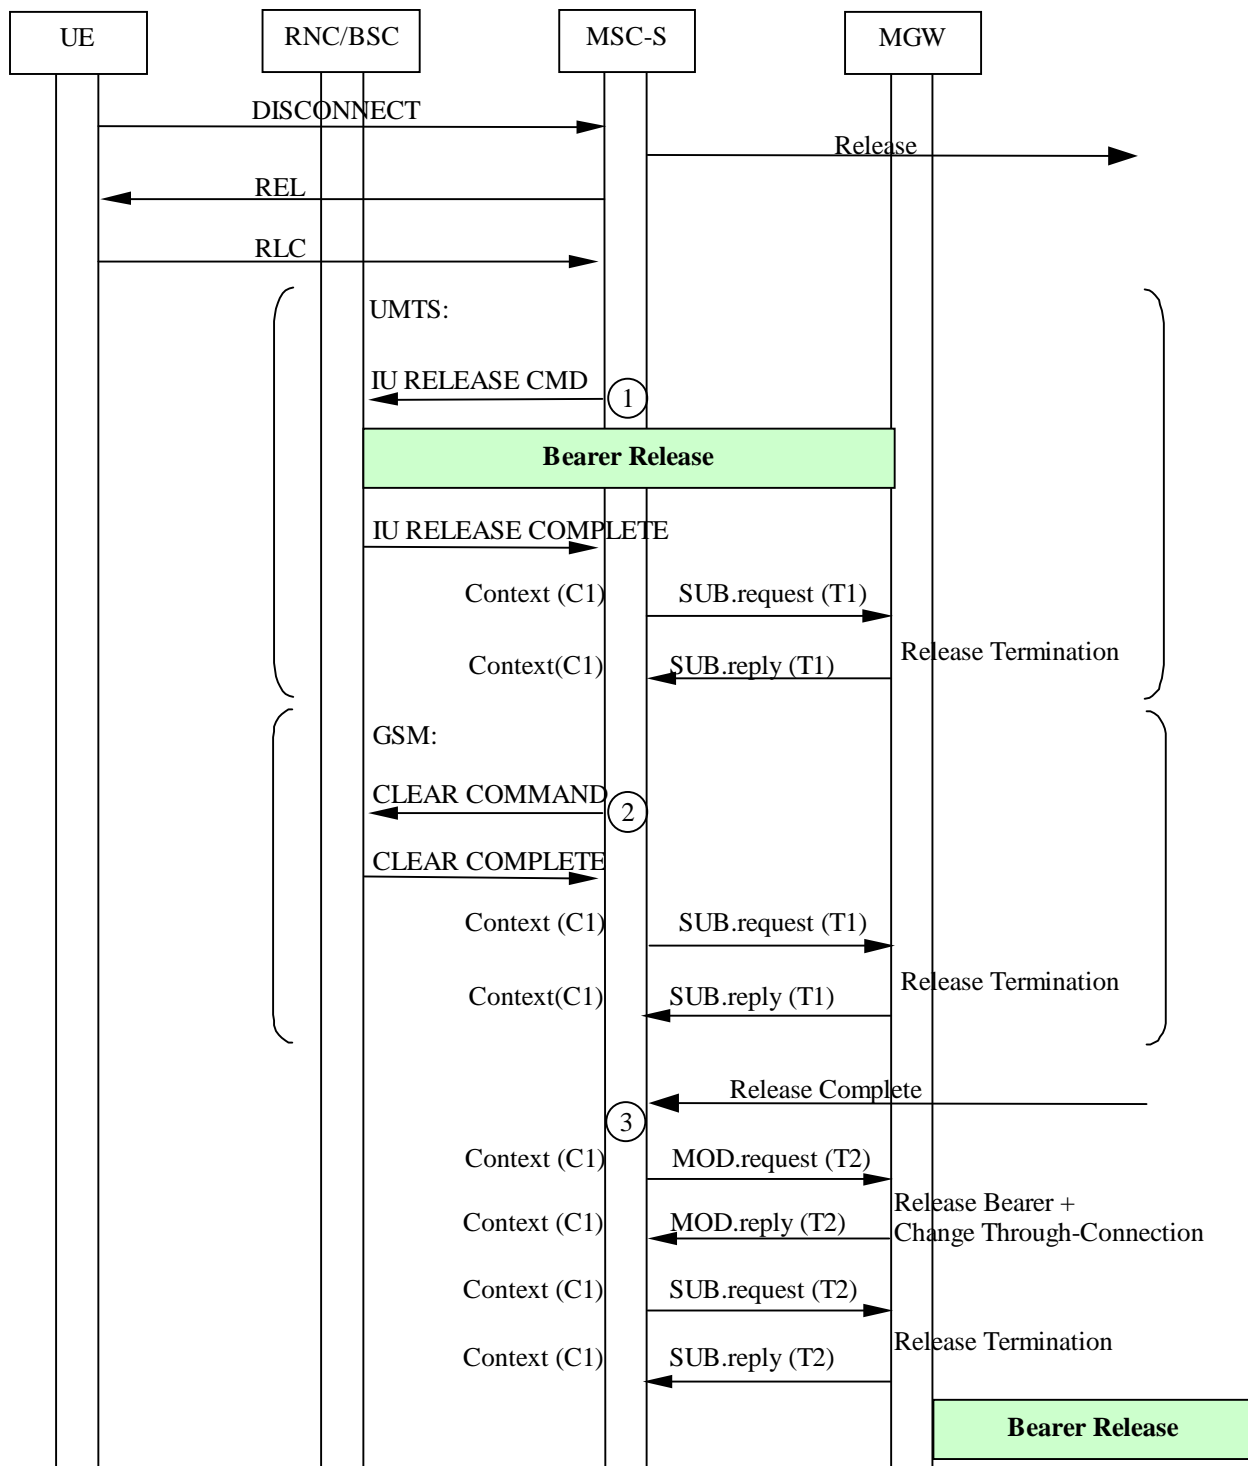 UE
RNC/BSC
MSC-S
MGW
DISCONNECT
Release
REL
RLC
UMTS:
IU RELEASE CMD
1
Bearer Release
IU RELEASE COMPLETE
Context (C1)
SUB.request (T1)
Release Termination
Context(C1)
SUB.reply (T1)
GSM:
CLEAR COMMAND
2
CLEAR COMPLETE
Context (C1)
SUB.request (T1)
Release Termination
Context(C1)
SUB.reply (T1)
Release Complete
3
Context (C1)
MOD.request (T2)
Release Bearer +
Change Through-Connection
Context (C1)
MOD.reply (T2)
Context (C1)
SUB.request (T2)
Release Termination
Context (C1)
SUB.reply (T2)
Bearer Release